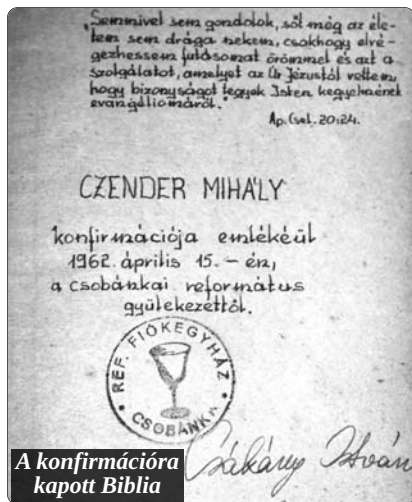 „Semmivel sem gondolok, sőt még az éle-
tem sem drága nekem, csakhogy elvé-
gezhessem futásomat örömmel és azt a
szolgálatot, amelyet az Úr Jézustól vettem,
hogy bizonyságot tegyek Isten kegyelmének
evangéliomáról."
Ap. Csel. 20:24.
CZENDER MIHÁLY
konfirmációja emlékéül
1962. április 15.-én,
a csobánkai református
gyülekezettől.
REF. FIÓKEGYHÁZ
CSOBÁNKA
Csákány István
A konfirmációra
kapott Biblia